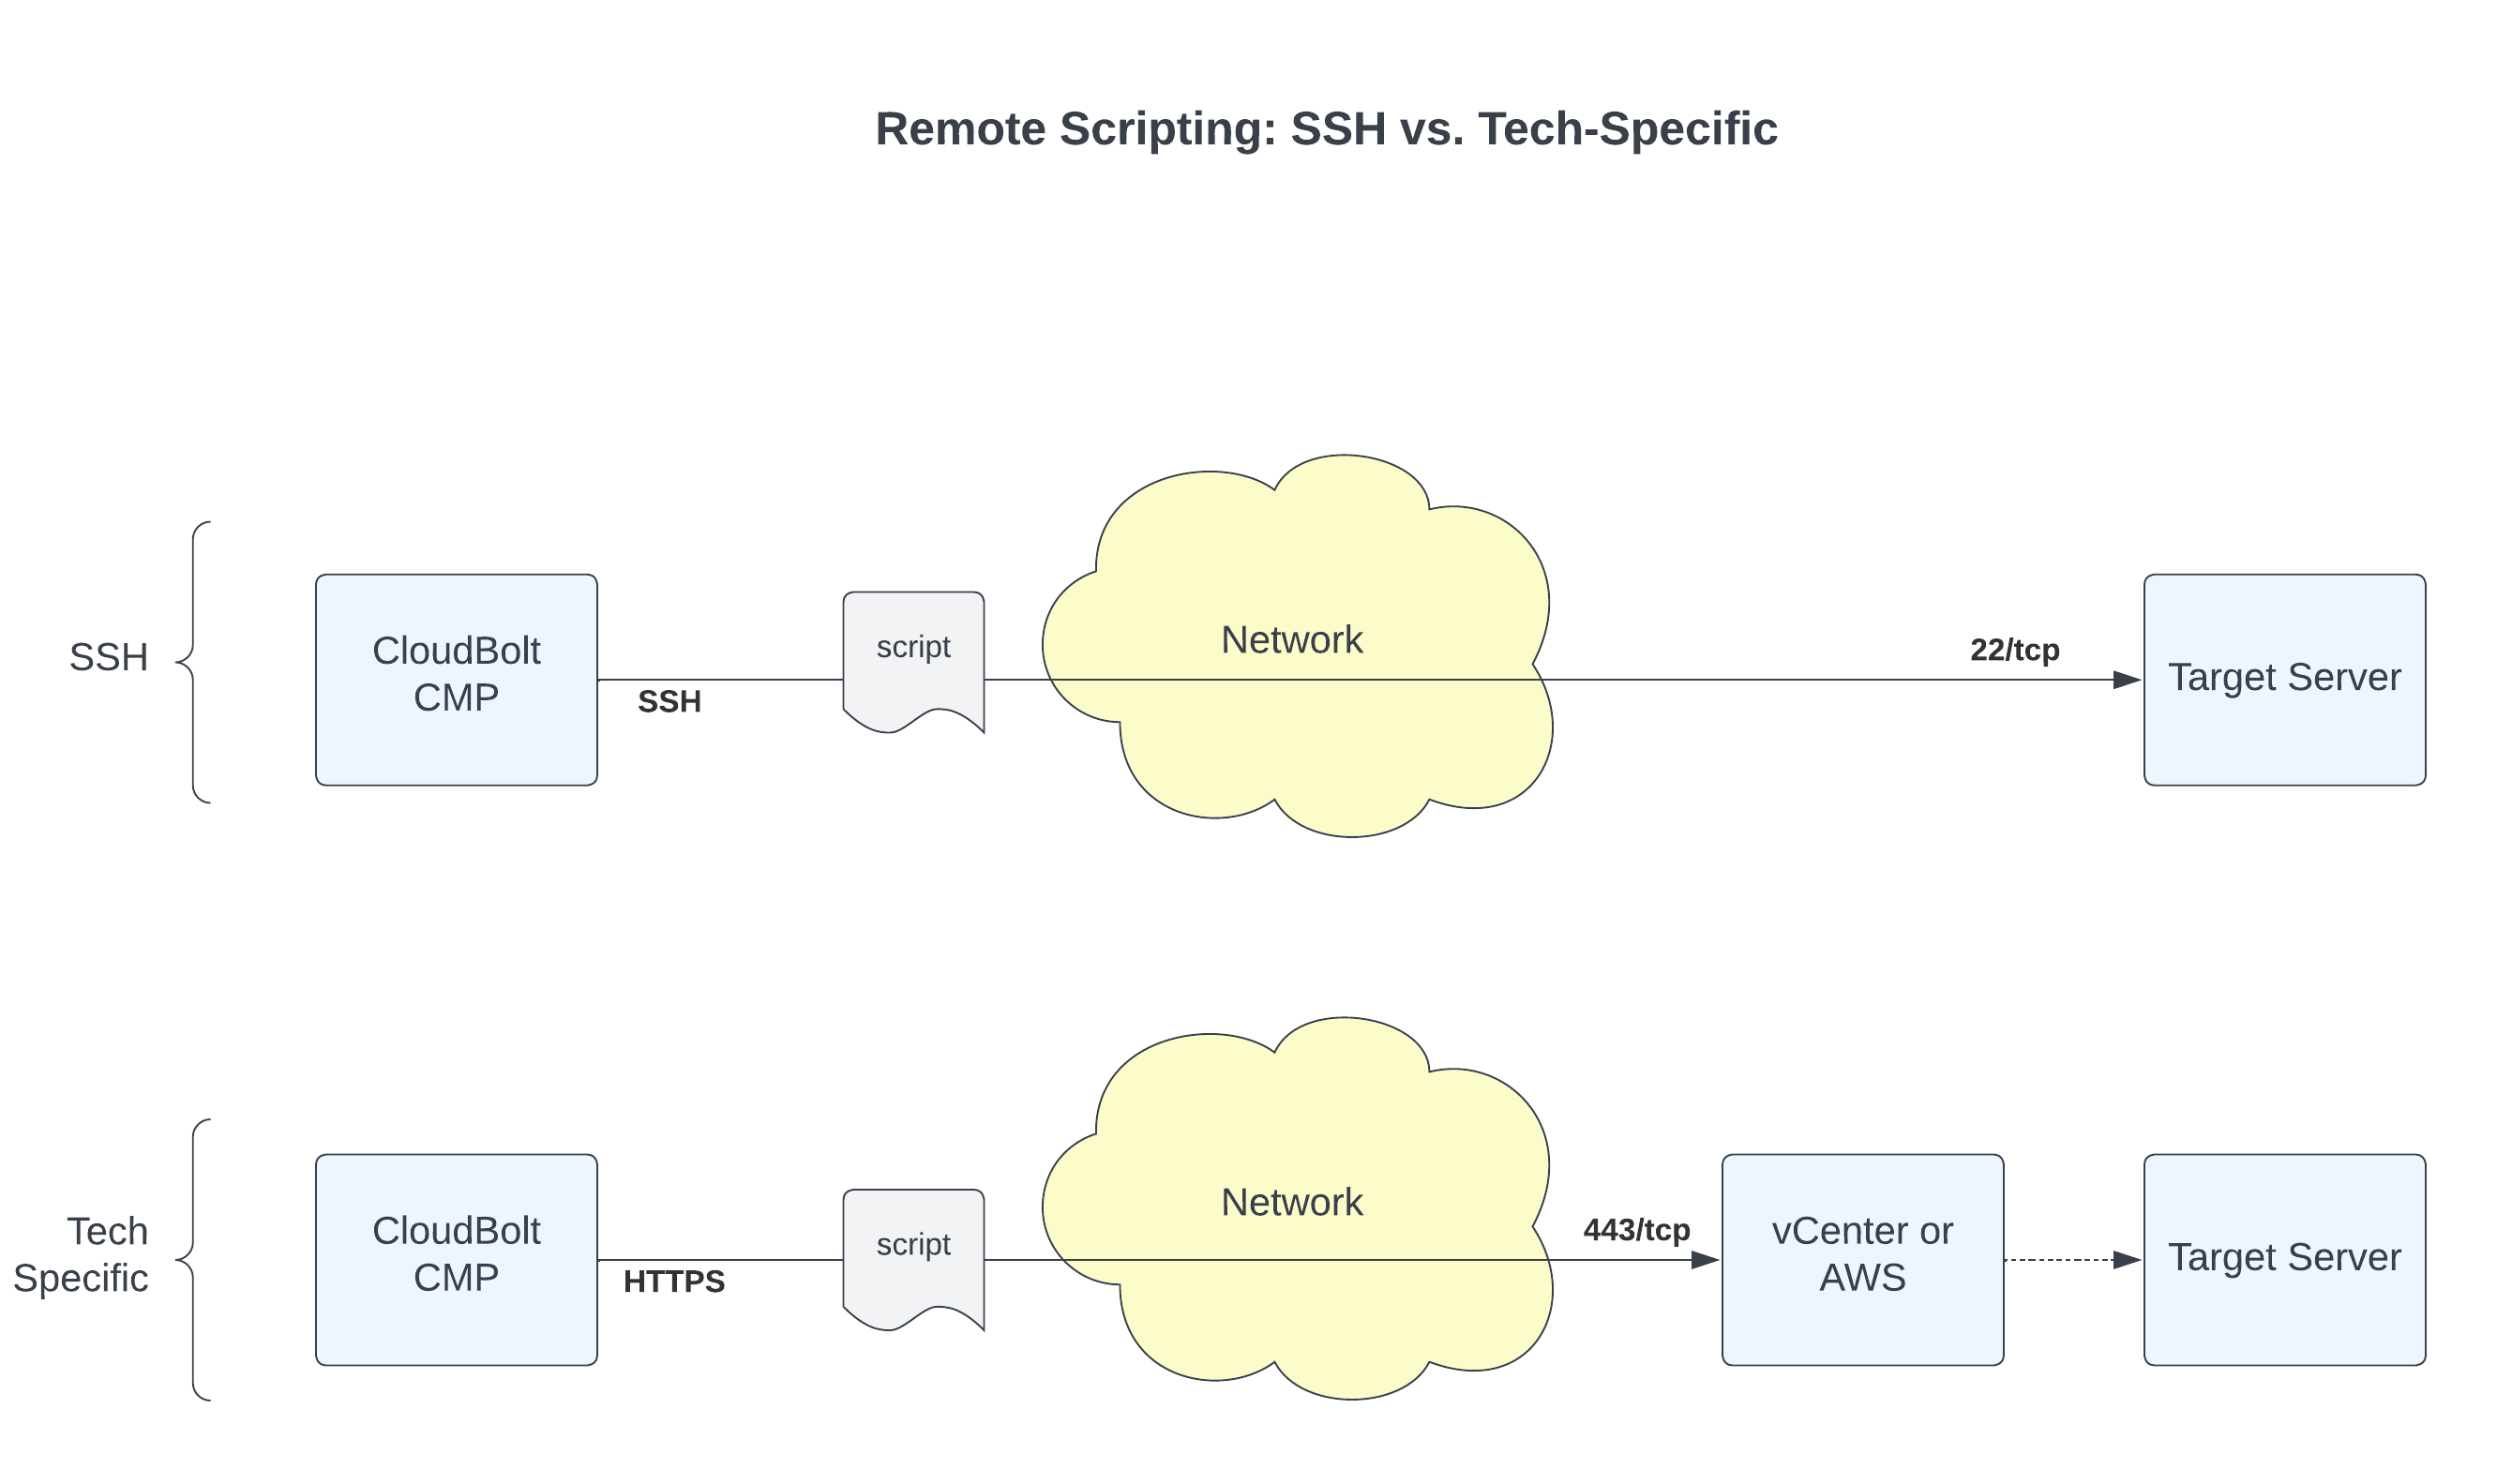 Remote Scripting: SSH vs. Tech-Specific
SSH
CloudBolt
CMP
SSH
script
Network
22/tcp
Target Server
Tech
Specific
CloudBolt
CMP
HTTPS
script
Network
443/tcp
vCenter or
AWS
Target Server